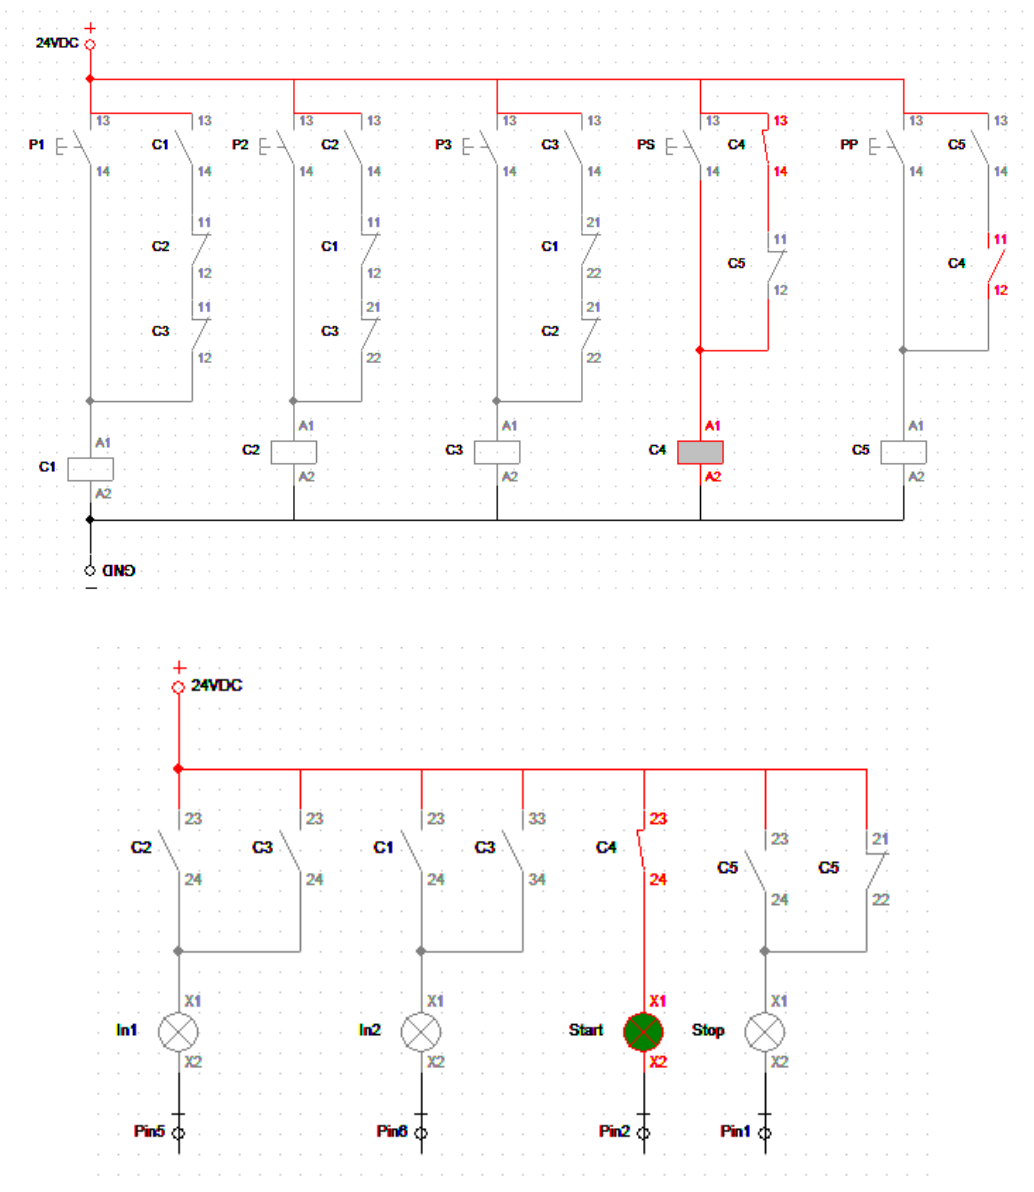 +
24VDC
13 13 13 13 13 13 13 13 13 13
P1 C1 P2 C2 P3 C3 PS C4 PP C5
14 14 14 14 14 14 14 14 14 14
11 11 21
C2 C1 C1
12 12 22
11 11
C5 C4
12 12
11 21 21
C3 C3 C2
12 22 22
A1 A1 A1 A1 A1
C1 C2 C3 C4 C5
A2 A2 A2 A2 A2
GND
–
+
24VDC
23 23 23 33 23 23 21
C2 C3 C1 C3 C4 C5 C5
24 24 24 34 24 24 22
X1 X1 X1 X1
In1 In2 Start Stop
X2 X2 X2 X2
Pin5 Pin6 Pin2 Pin1